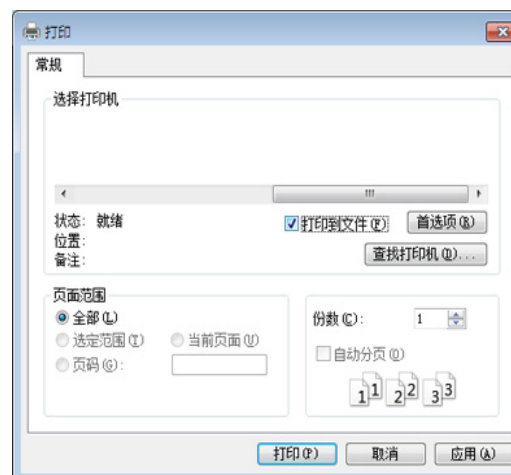 打印
常规
选择打印机
状态: 就绪
位置:
备注:
打印到文件(F)
首选项(R)
查找打印机(D)...
页面范围
全部(L)
选定范围(T)
当前页面(U)
页码(G):
份数(C): 1
自动分页(O)
11 22 33
打印(P)
取消
应用(A)